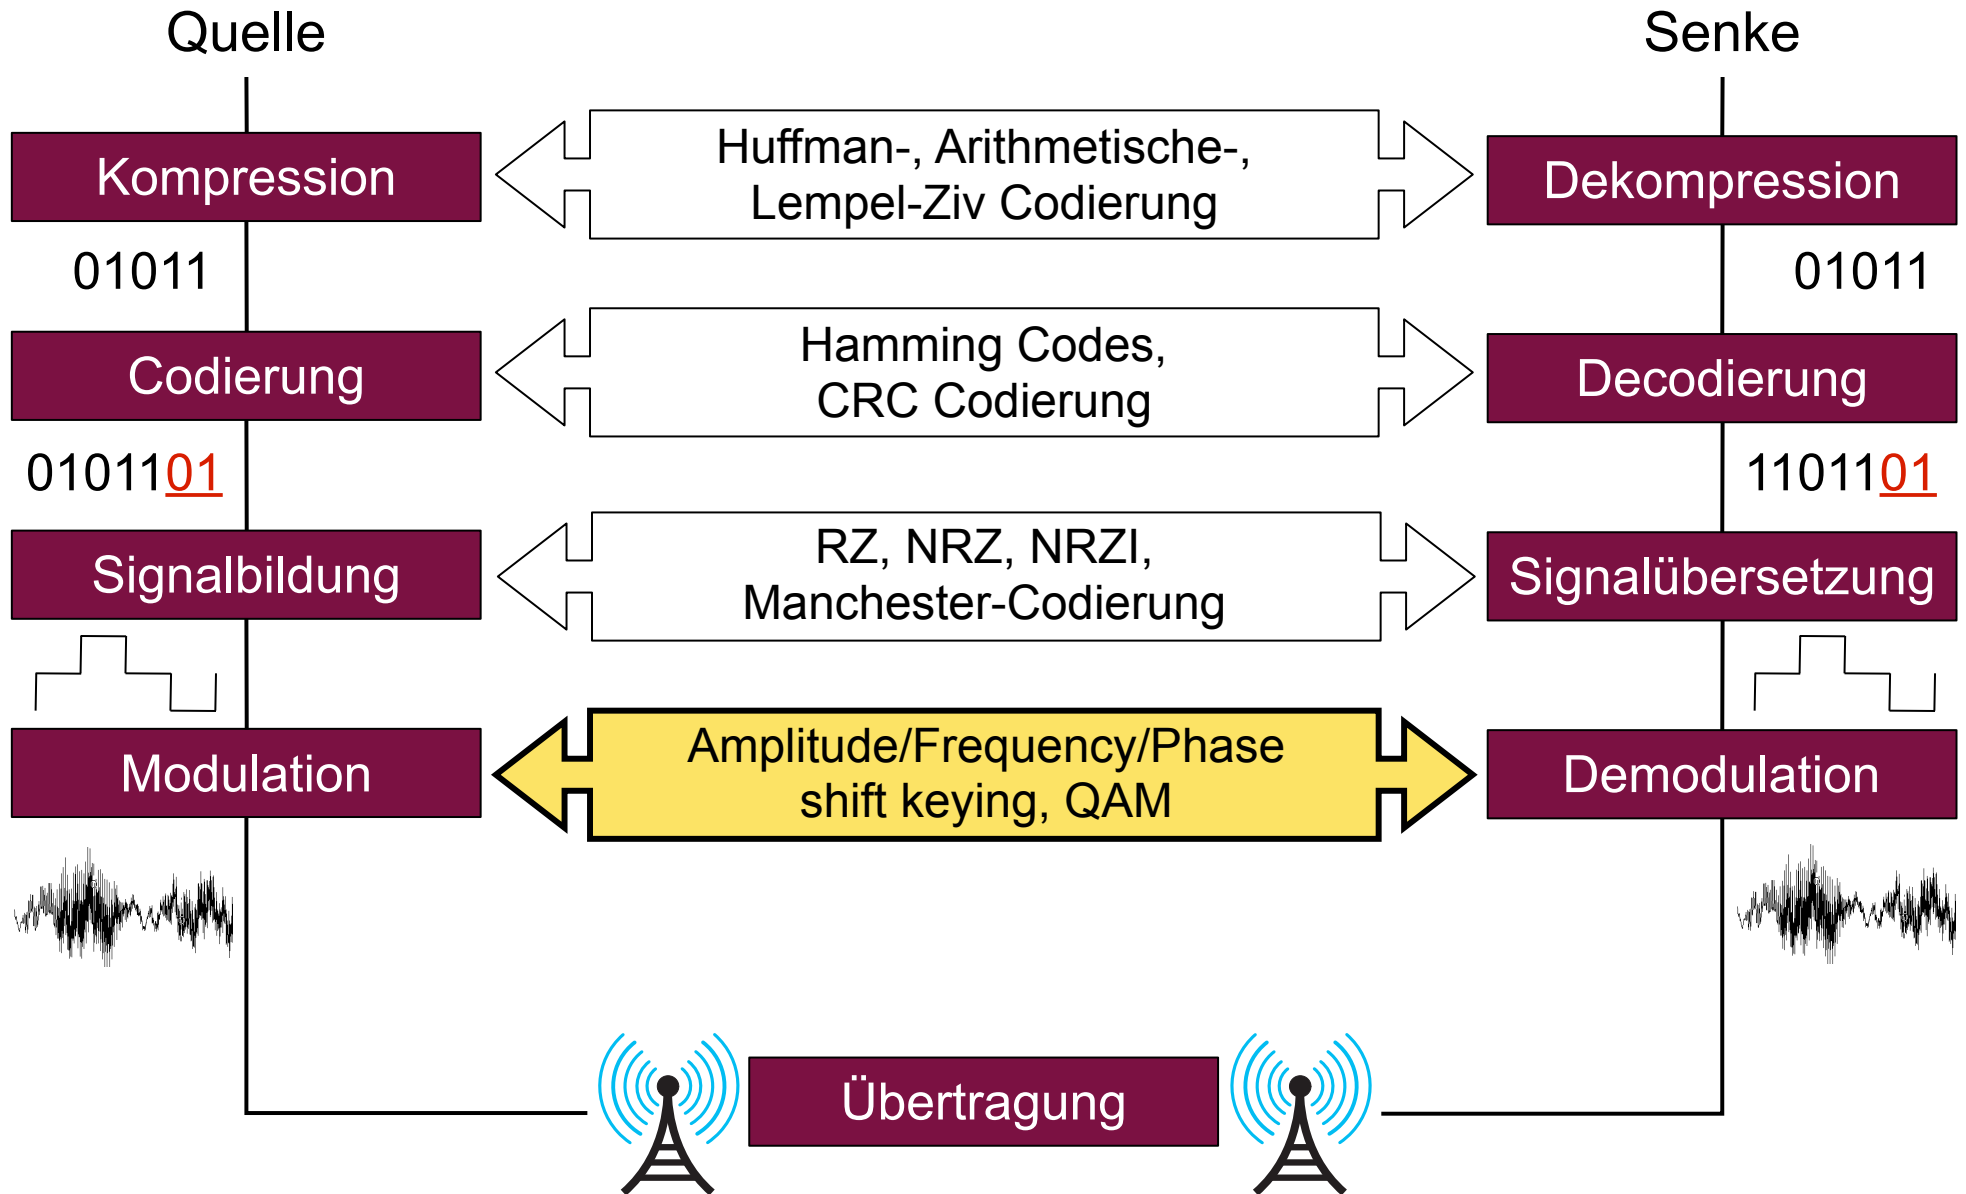 Quelle
Senke
Kompression
Huffman-, Arithmetische-,
Lempel-Ziv Codierung
Dekompression
01011
01011
Codierung
Hamming Codes,
CRC Codierung
Decodierung
0101101
1101101
Signalbildung
RZ, NRZ, NRZI,
Manchester-Codierung
Signalübersetzung
Modulation
Amplitude/Frequency/Phase
shift keying, QAM
Demodulation
Übertragung